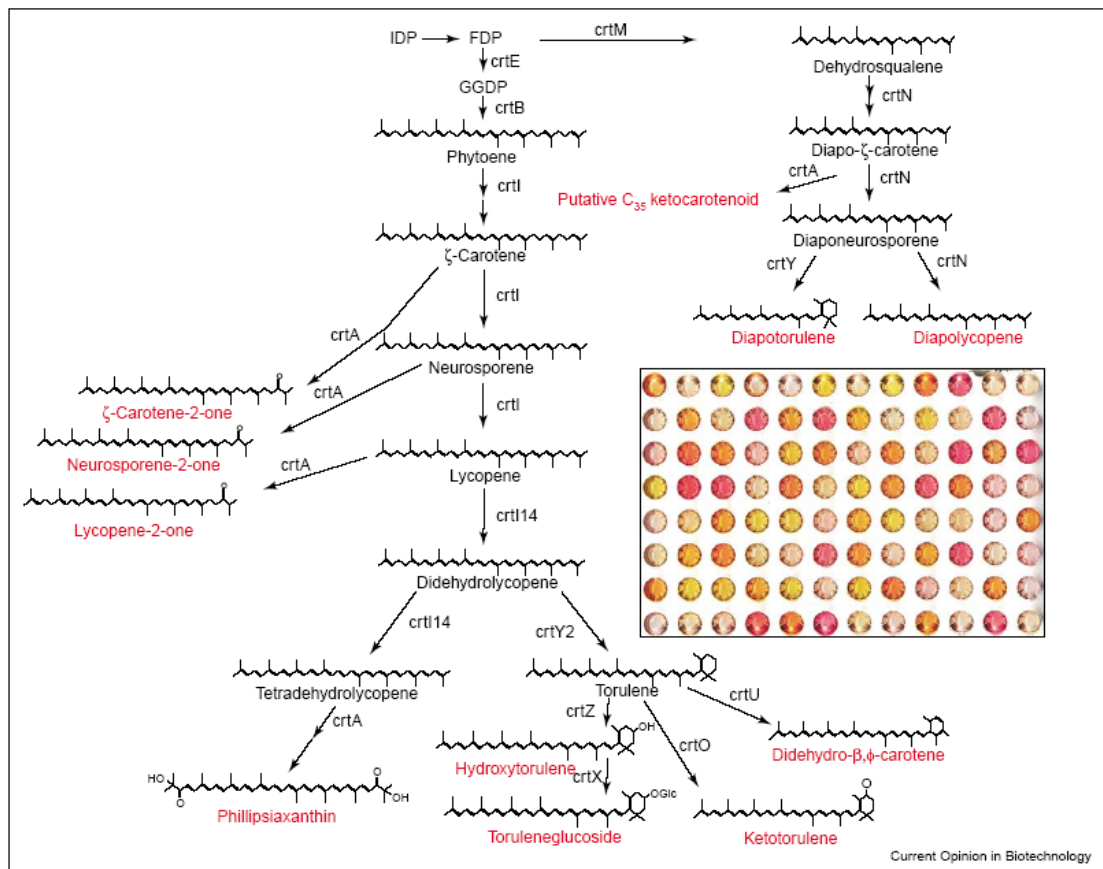 IDP
FDP
crtM
crtE
GGDP
crtB
Phytoene
crtI
ζ-Carotene
crtI
crtA
Neurosporene
crtA
crtI
ζ-Carotene-2-one
Neurosporene-2-one
crtA
Lycopene
Lycopene-2-one
O
O
O
crtI14
Didehydrolycopene
crtI14
crtY2
Tetradehydrolycopene
crtA
HO
O
O
OH
Phillipsiaxanthin
Torulene
crtZ
crtU
OH
Hydroxytorulene
crtO
crtX
OGlc
Toruleneglucoside
O
Ketotorulene
Didehydro-β,ϕ-carotene
Dehydrosqualene
crtN
Diapo-ζ-carotene
crtA
crtN
Putative C₃₅ ketocarotenoid
Diaponeurosporene
crtY
crtN
Diapotorulene
Diapolycopene
Current Opinion in Biotechnology